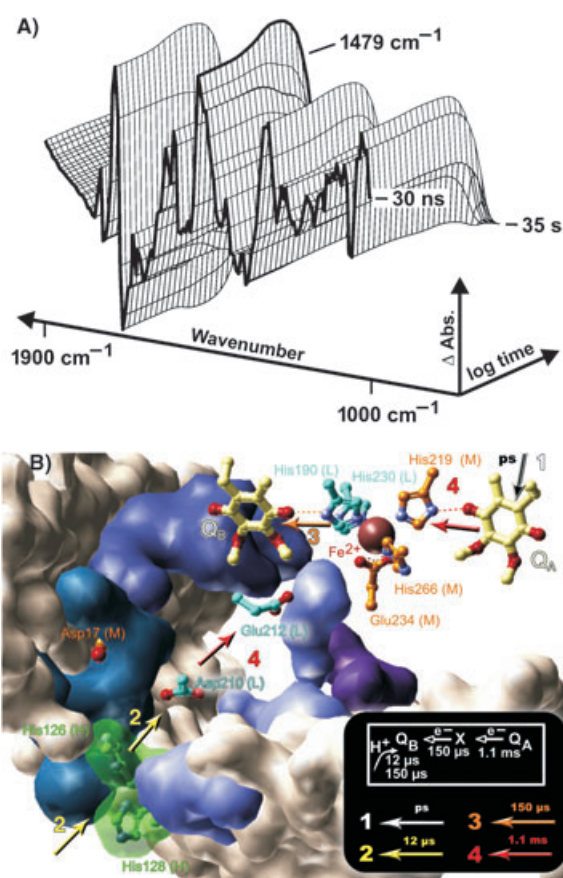 A)
1479 cm⁻¹
30 ns
35 s
Δ Abs.
log time
Wavenumber
1900 cm⁻¹
1000 cm⁻¹
B)
His190 (L)
His230 (L)
His219 (M)
ps
1
4
Q_B
3
Fe²⁺
Q_A
His266 (M)
Glu234 (M)
Glu212 (L)
Asp17 (M)
4
Asp210 (L)
His126 (H)
2
2
His128 (H)
H⁺ Q_B e⁻ X e⁻ Q_A
150 µs 1.1 ms
12 µs
150 µs
1 ps 3 150 µs
2 12 µs 4 1.1 ms